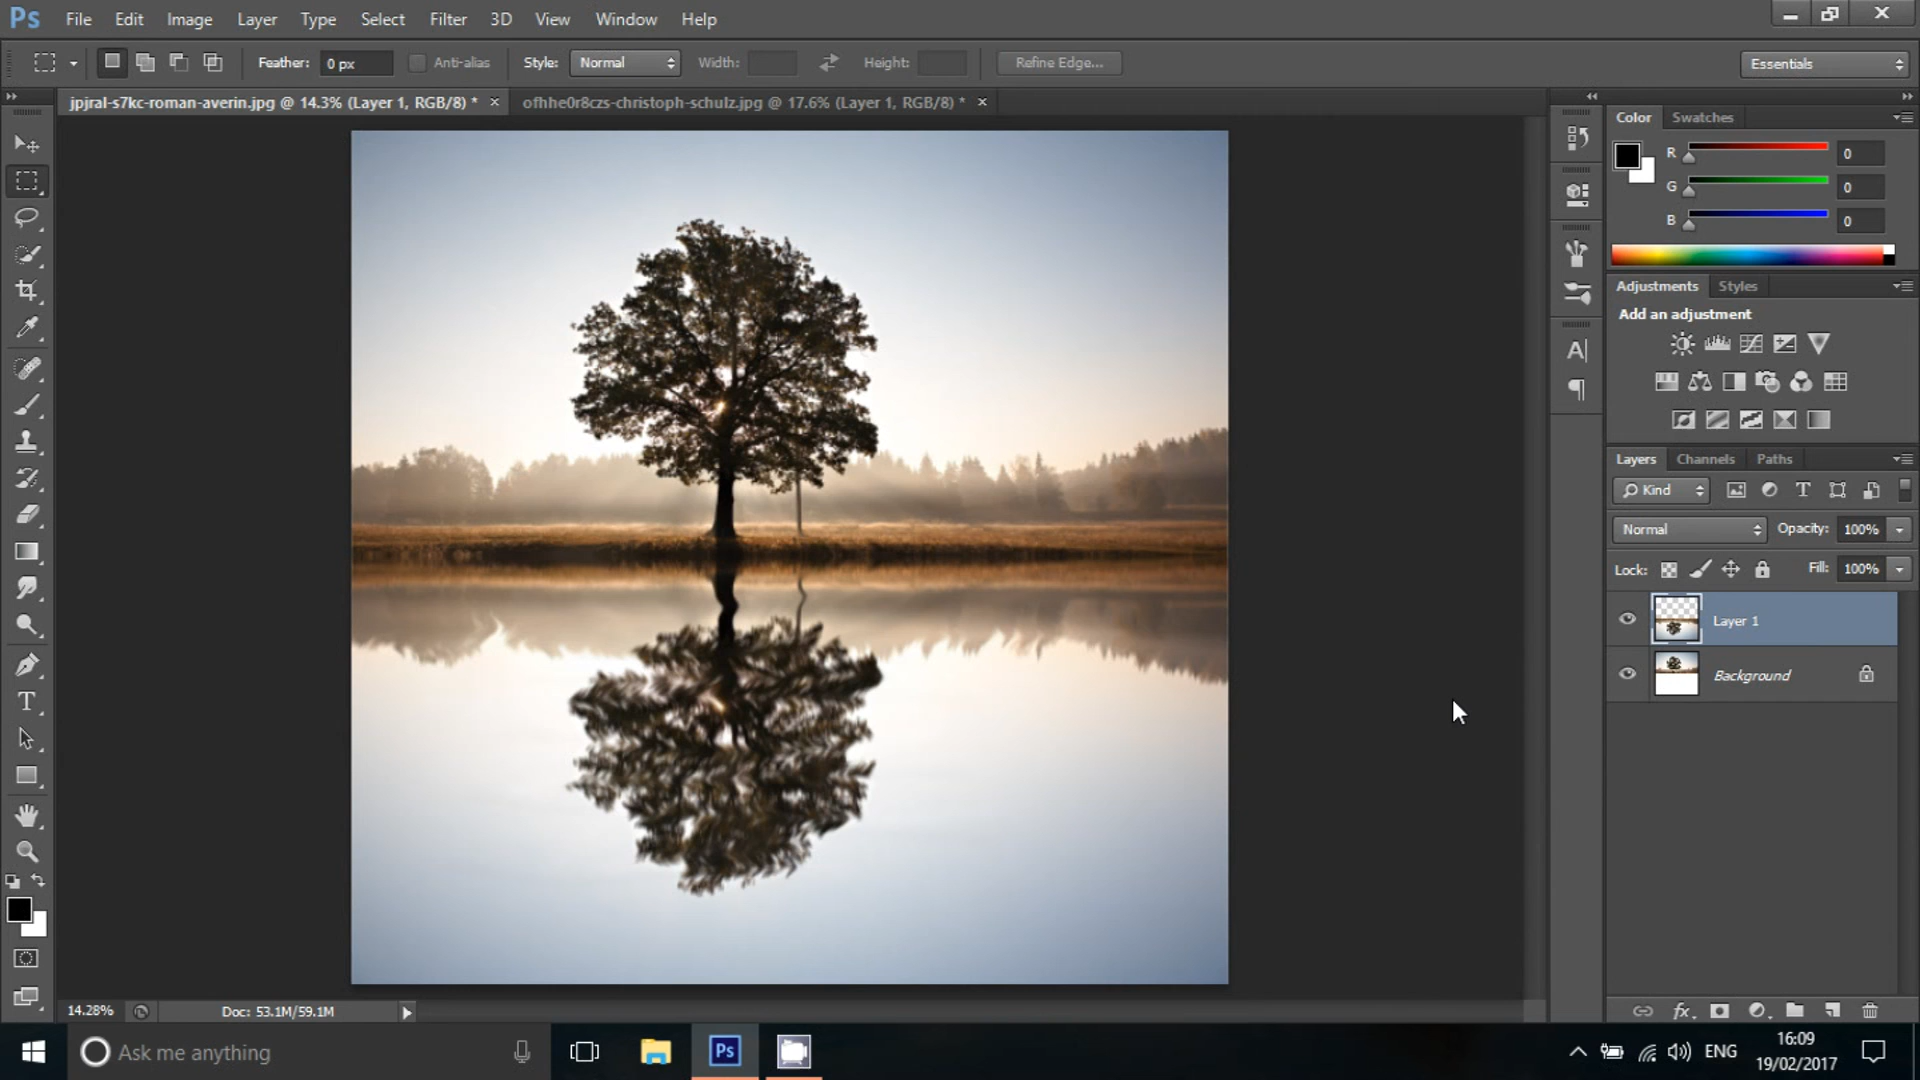 Ps File Edit Image Layer Type Select Filter 3D View Window Help
Feather: 0 px Anti-alias Style: Normal Width: Height: Refine Edge... Essentials
jpjral-s7kc-roman-averin.jpg @ 14.3% (Layer 1, RGB/8) *
ofhhe0r8czs-christoph-schulz.jpg @ 17.6% (Layer 1, RGB/8) *
Color Swatches
R 0
G 0
B 0
Adjustments Styles
Add an adjustment
Layers Channels Paths
Kind
Normal Opacity: 100%
Lock: Fill: 100%
Layer 1
Background
14.28% Doc: 53.1M/59.1M
Ask me anything
Ps
ENG
16:09
19/02/2017